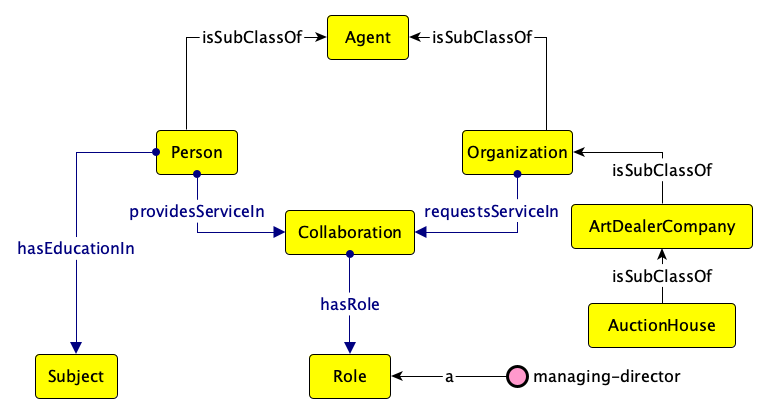 Agent
isSubClassOf
isSubClassOf
Person
Organization
isSubClassOf
providesServiceIn
requestsServiceIn
Collaboration
ArtDealerCompany
hasEducationIn
isSubClassOf
hasRole
AuctionHouse
Subject
Role
a
managing-director